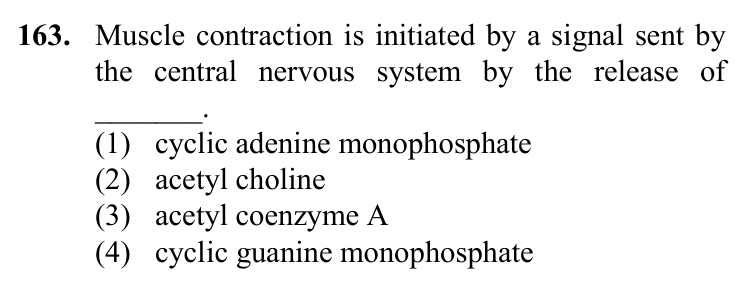 163. Muscle contraction is initiated by a signal sent by
the central nervous system by the release of
_______.
(1) cyclic adenine monophosphate
(2) acetyl choline
(3) acetyl coenzyme A
(4) cyclic guanine monophosphate